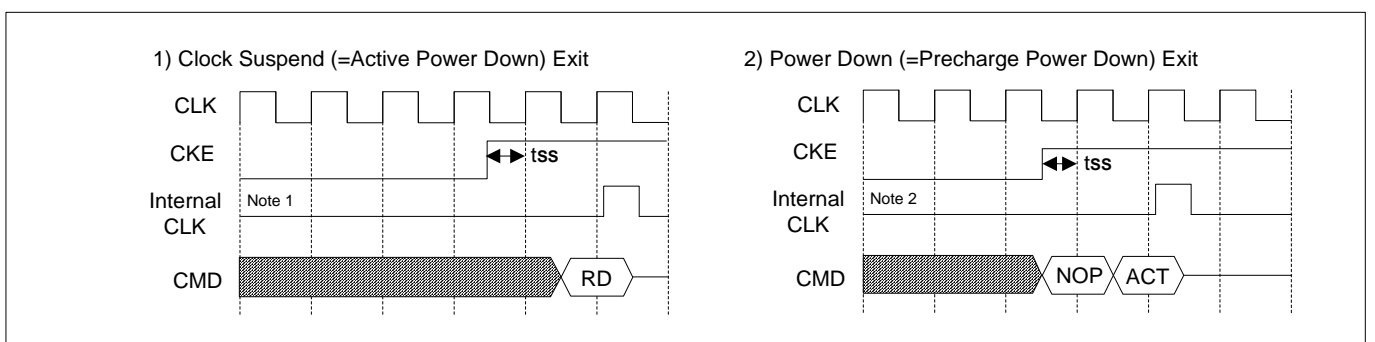 1) Clock Suspend (=Active Power Down) Exit
CLK
CKE
tss
Internal
CLK
Note 1
CMD
RD
2) Power Down (=Precharge Power Down) Exit
CLK
CKE
tss
Internal
CLK
Note 2
CMD
NOP
ACT